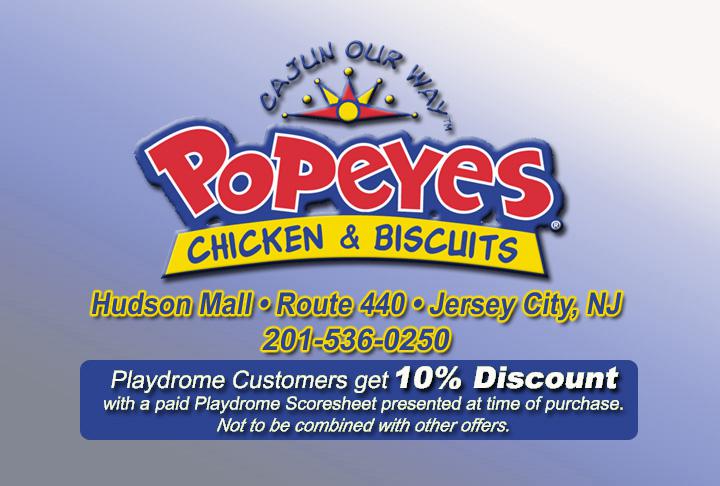 CAJUN OUR WAY™
POPEYES®
CHICKEN & BISCUITS
Hudson Mall • Route 440 • Jersey City, NJ
201-536-0250
Playdrome Customers get 10% Discount
with a paid Playdrome Scoresheet presented at time of purchase.
Not to be combined with other offers.